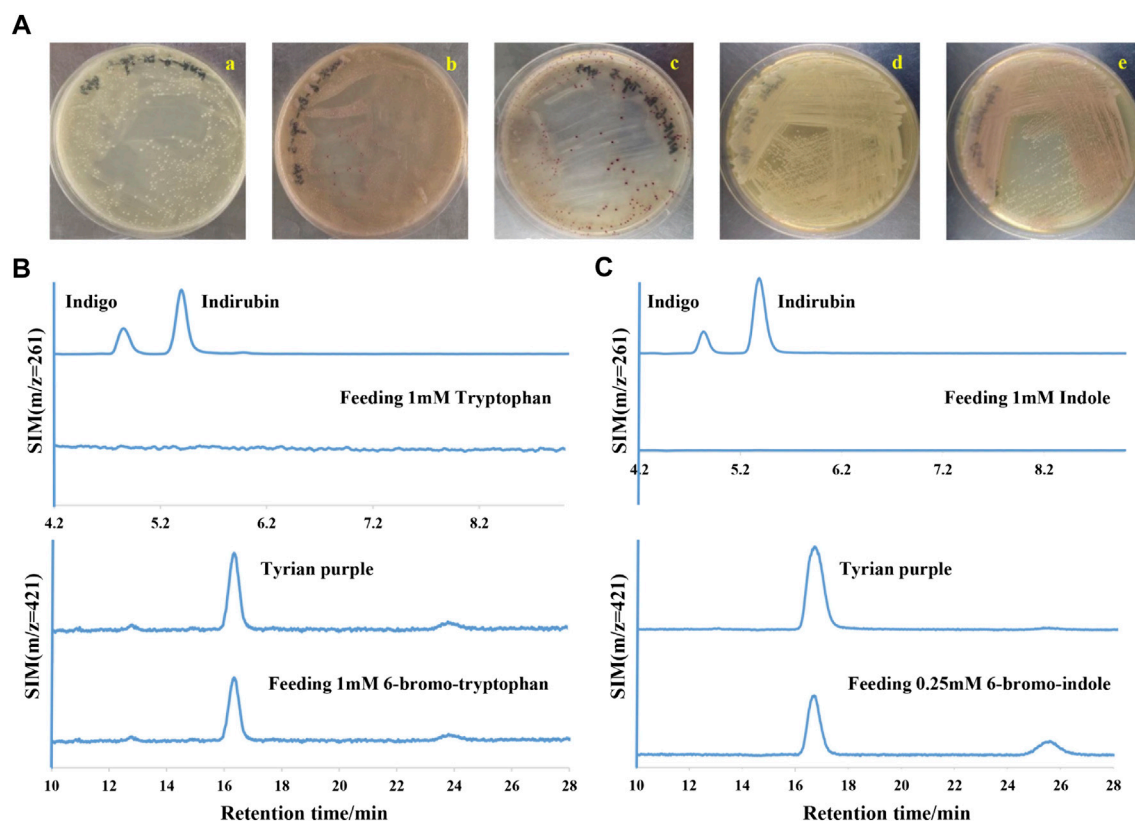 A
a
b
c
d
e
B
Indigo
Indirubin
SIM(m/z=261)
Feeding 1mM Tryptophan
4.2 5.2 6.2 7.2 8.2
SIM(m/z=421)
Tyrian purple
Feeding 1mM 6-bromo-tryptophan
10 12 14 16 18 20 22 24 26 28
Retention time/min
C
Indigo
Indirubin
SIM(m/z=261)
Feeding 1mM Indole
4.2 5.2 6.2 7.2 8.2
SIM(m/z=421)
Tyrian purple
Feeding 0.25mM 6-bromo-indole
10 12 14 16 18 20 22 24 26 28
Retention time/min